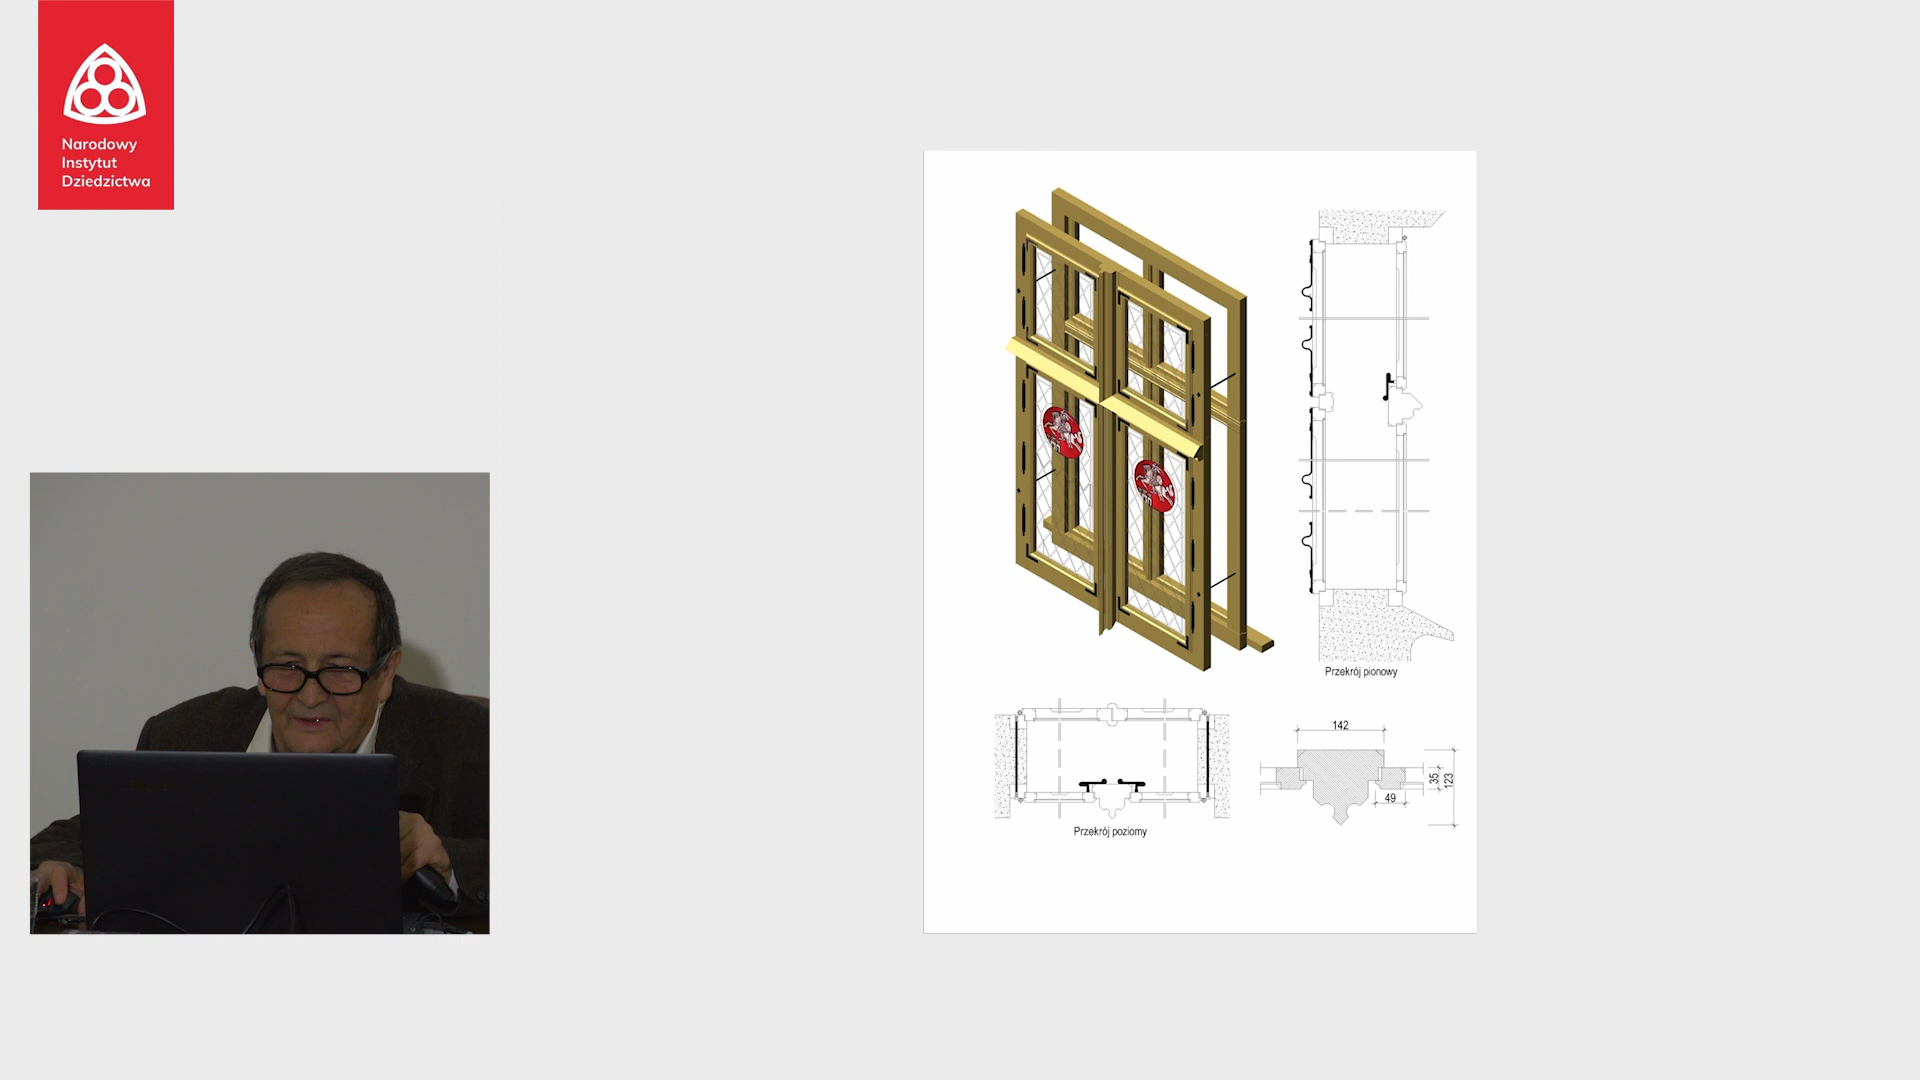 Narodowy
Instytut
Dziedzictwa
Przekrój pionowy
142
35
123
49
Przekrój poziomy